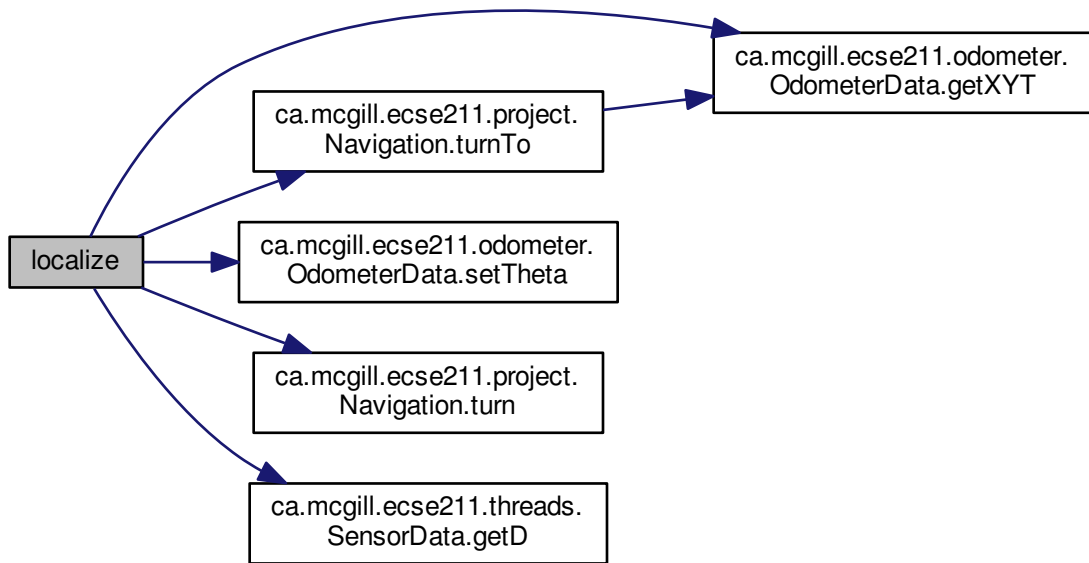 ca.mcgill.ecse211.odometer.
OdometerData.getXYT
ca.mcgill.ecse211.project.
Navigation.turnTo
localize
ca.mcgill.ecse211.odometer.
OdometerData.setTheta
ca.mcgill.ecse211.project.
Navigation.turn
ca.mcgill.ecse211.threads.
SensorData.getD